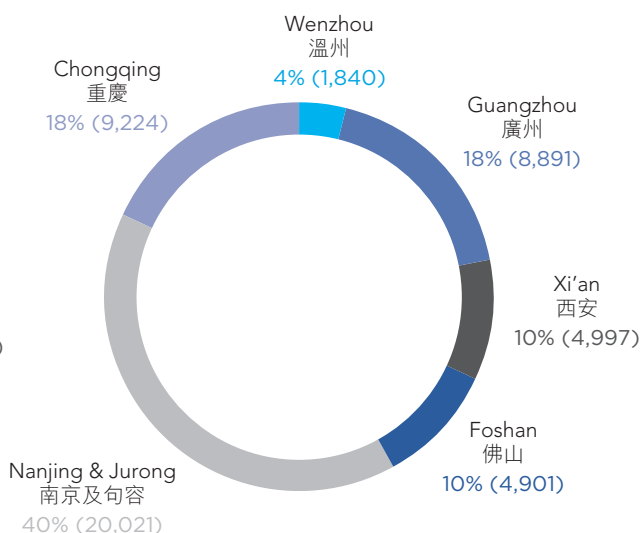 Wenzhou
溫州
4% (1,840)
Guangzhou
廣州
18% (8,891)
Xi’an
西安
10% (4,997)
Foshan
佛山
10% (4,901)
Nanjing & Jurong
南京及句容
40% (20,021)
Chongqing
重慶
18% (9,224)
)